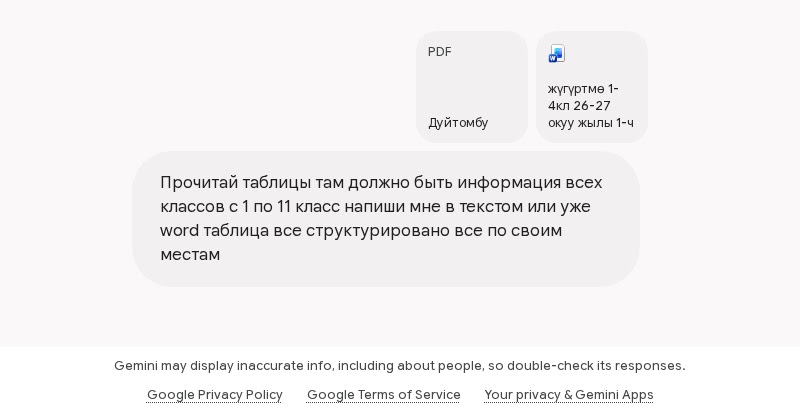 PDF
Дуйтомбу
жүгүртмө 1-
4кл 26-27
окуу жылы 1-ч
Прочитай таблицы там должно быть информация всех
классов с 1 по 11 класс напиши мне в текстом или уже
word таблица все структурировано все по своим
местам
Gemini may display inaccurate info, including about people, so double-check its responses.
Google Privacy Policy Google Terms of Service Your privacy & Gemini Apps